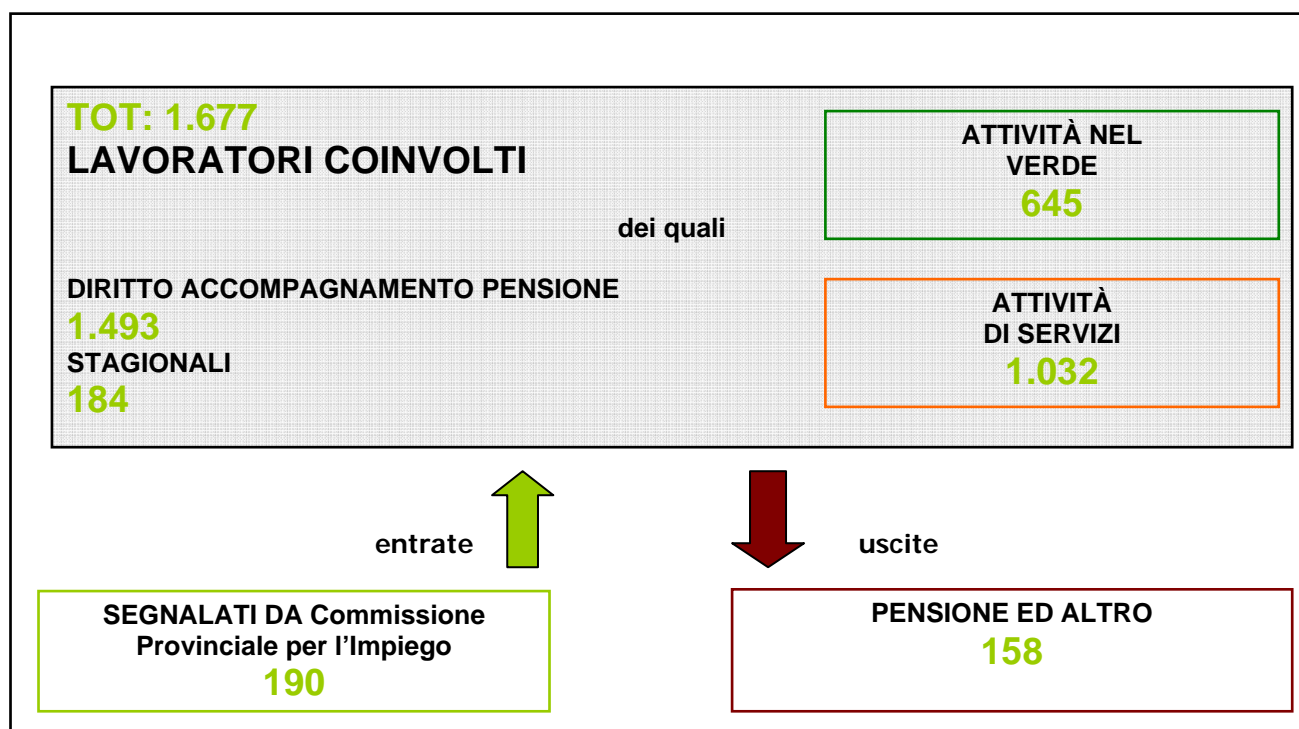 TOT: 1.677
LAVORATORI COINVOLTI
dei quali
DIRITTO ACCOMPAGNAMENTO PENSIONE
1.493
STAGIONALI
184
ATTIVITÀ NEL
VERDE
645
ATTIVITÀ
DI SERVIZI
1.032
entrate
uscite
SEGNALATI DA Commissione
Provinciale per l’Impiego
190
PENSIONE ED ALTRO
158